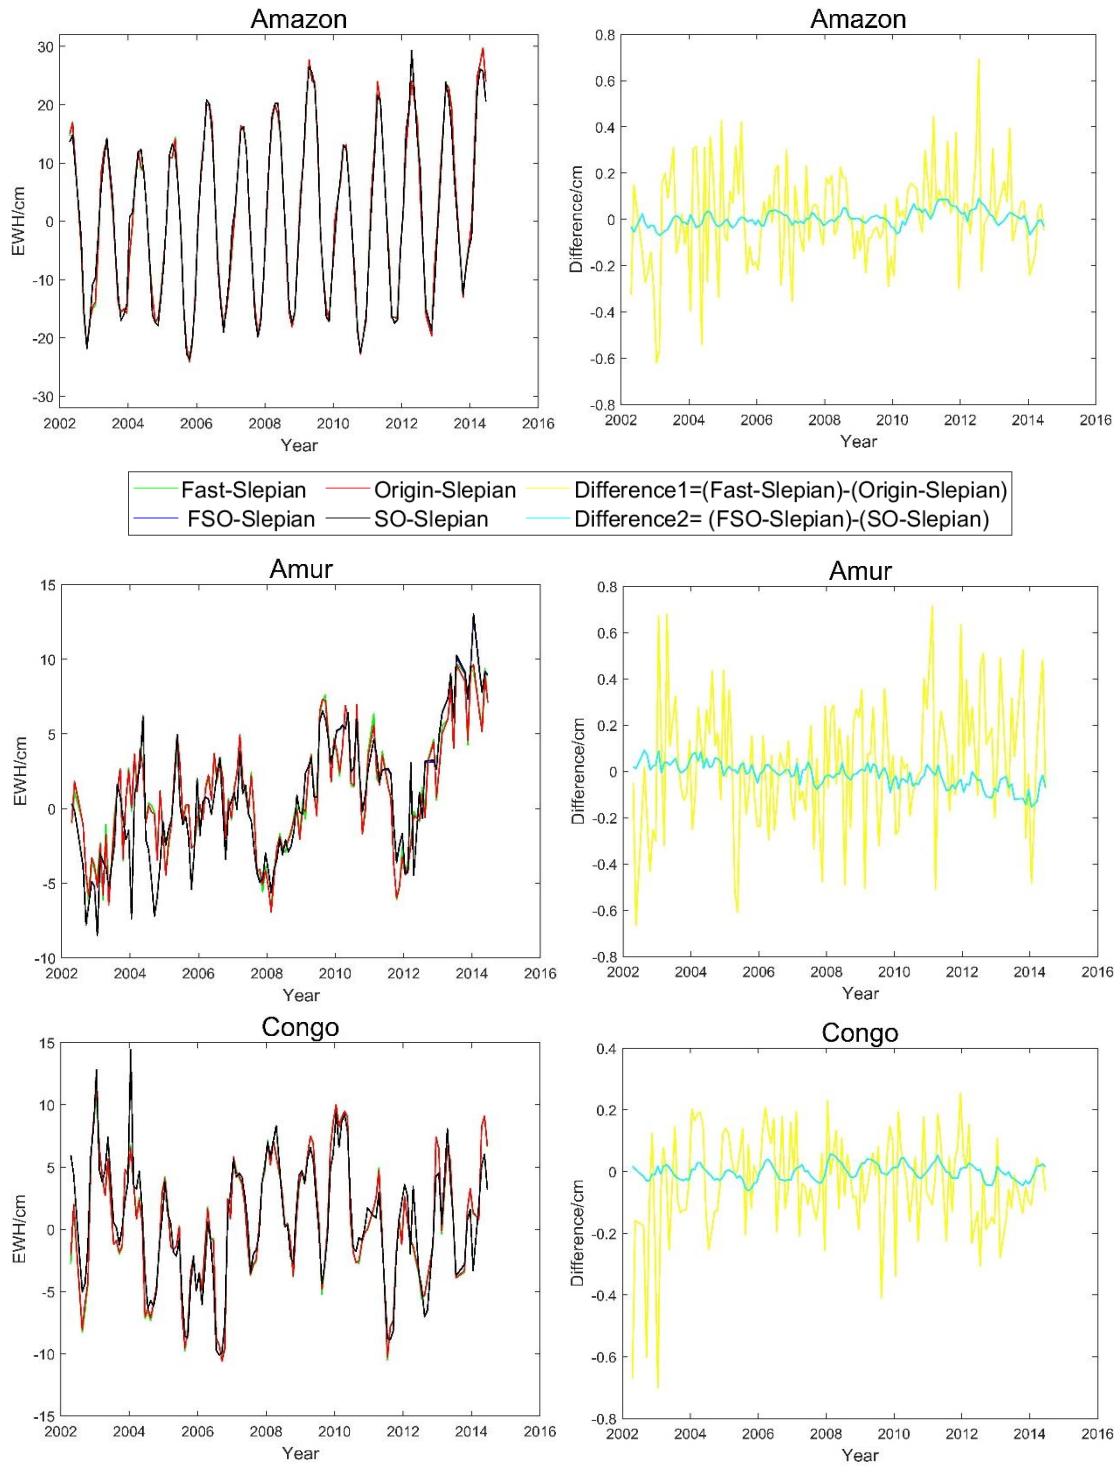 Amazon
30
20
10
0
-10
-20
-30
EWH/cm
2002 2004 2006 2008 2010 2012 2014 2016
Year
0.8
0.6
0.4
0.2
0
-0.2
-0.4
-0.6
-0.8
Difference/cm
2002 2004 2006 2008 2010 2012 2014 2016
Year
Fast-Slepian Origin-Slepian Difference1=(Fast-Slepian)-(Origin-Slepian)
FSO-Slepian SO-Slepian Difference2= (FSO-Slepian)-(SO-Slepian)
Amur
15
10
5
0
-5
-10
EWH/cm
2002 2004 2006 2008 2010 2012 2014 2016
Year
Amur
0.8
0.6
0.4
0.2
0
-0.2
-0.4
-0.6
-0.8
Difference/cm
2002 2004 2006 2008 2010 2012 2014 2016
Year
Congo
15
10
5
0
-5
-10
-15
EWH/cm
2002 2004 2006 2008 2010 2012 2014 2016
Year
Congo
0.4
0.2
0
-0.2
-0.4
-0.6
-0.8
Difference/cm
2002 2004 2006 2008 2010 2012 2014 2016
Year